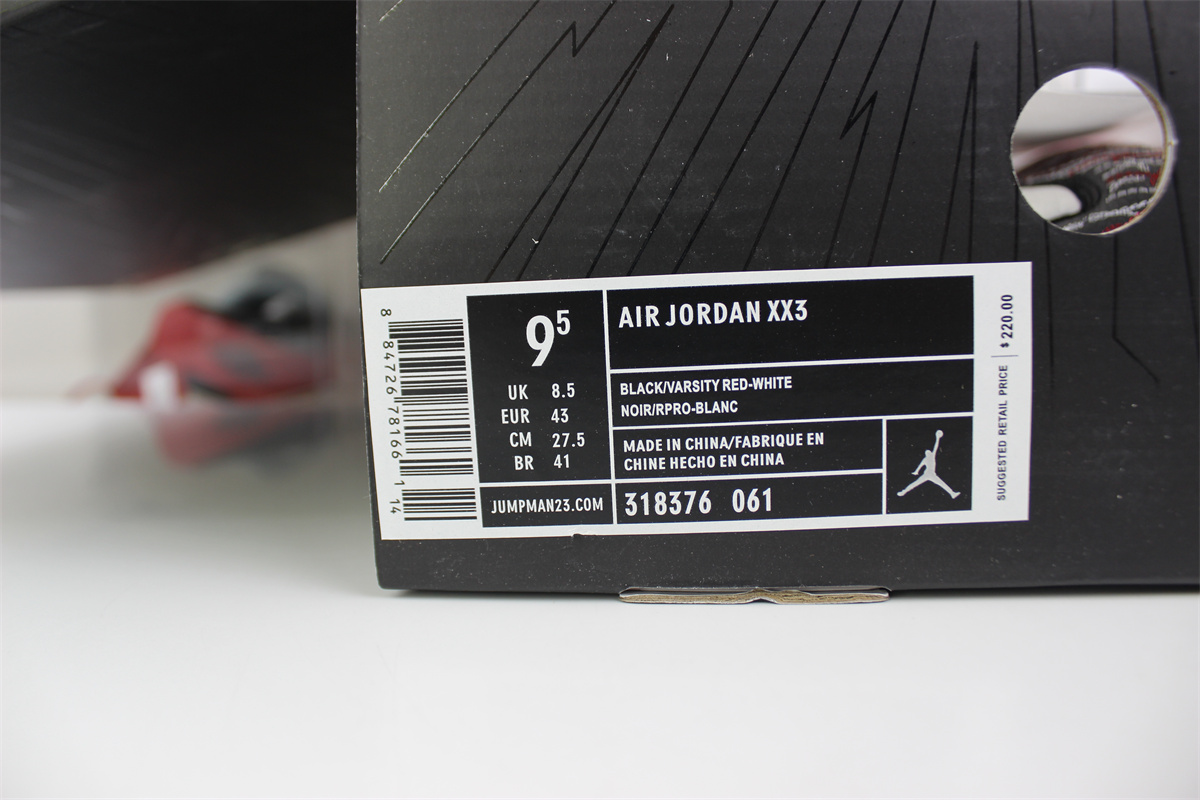 8 84726 78166 1 14
9⁵
UK 8.5
EUR 43
CM 27.5
BR 41
JUMPMAN23.COM
AIR JORDAN XX3
BLACK/VARSITY RED-WHITE
NOIR/RPRO-BLANC
MADE IN CHINA/FABRIQUE EN
CHINE HECHO EN CHINA
318376 061
SUGGESTED RETAIL PRICE $220.00